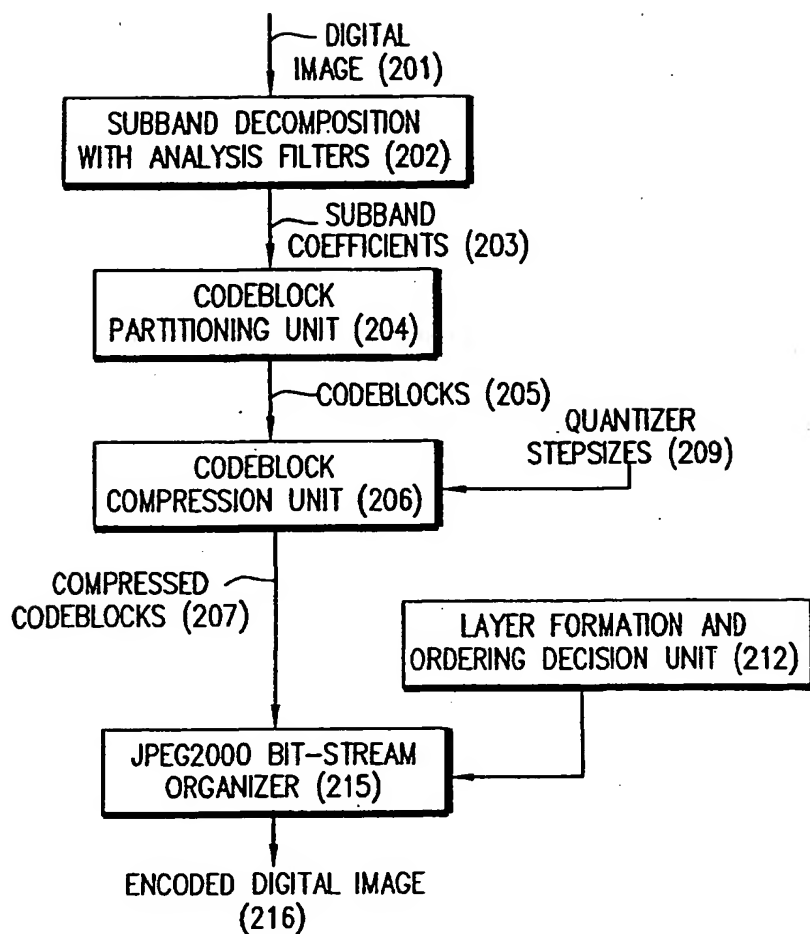 DIGITAL
IMAGE (201)
SUBBAND DECOMPOSITION
WITH ANALYSIS FILTERS (202)
SUBBAND
COEFFICIENTS (203)
CODEBLOCK
PARTITIONING UNIT (204)
CODEBLOCKS (205)
QUANTIZER
STEPSIZES (209)
CODEBLOCK
COMPRESSION UNIT (206)
COMPRESSED
CODEBLOCKS (207)
LAYER FORMATION AND
ORDERING DECISION UNIT (212)
JPEG2000 BIT-STREAM
ORGANIZER (215)
ENCODED DIGITAL IMAGE
(216)